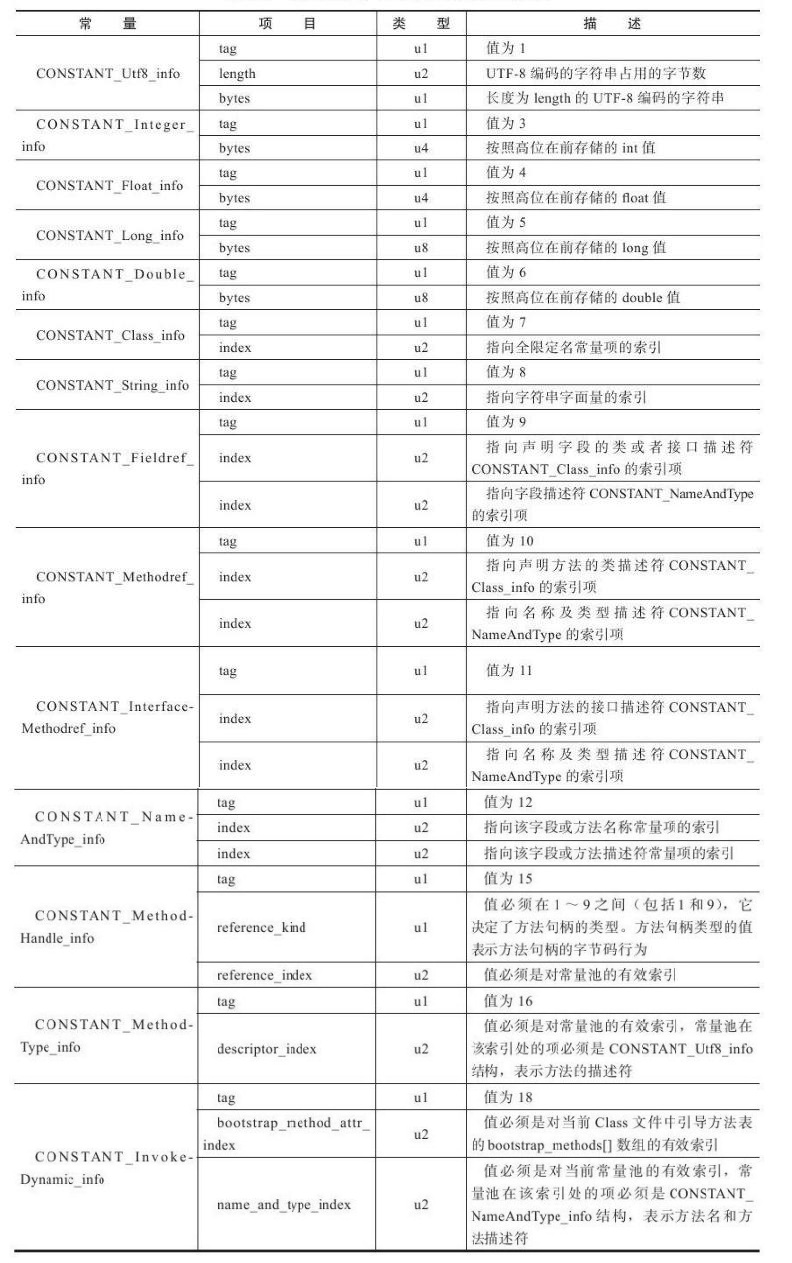 常 量 项 目 类 型 描 述
CONSTANT_Utf8_info
tag u1 值为 1
length u2 UTF-8 编码的字符串占用的字节数
bytes u1 长度为 length 的 UTF-8 编码的字符串
CONSTANT_Integer_
info
tag u1 值为 3
bytes u4 按照高位在前存储的 int 值
CONSTANT_Float_info
tag u1 值为 4
bytes u4 按照高位在前存储的 float 值
CONSTANT_Long_info
tag u1 值为 5
bytes u8 按照高位在前存储的 long 值
CONSTANT_Double_
info
tag u1 值为 6
bytes u8 按照高位在前存储的 double 值
CONSTANT_Class_info
tag u1 值为 7
index u2 指向全限定名常量项的索引
CONSTANT_String_info
tag u1 值为 8
index u2 指向字符串字面量的索引
CONSTANT_Fieldref_
info
tag u1 值为 9
index u2 指向声明字段的类或者接口描述符
CONSTANT_Class_info 的索引项
index u2 指向字段描述符 CONSTANT_NameAndType
的索引项
CONSTANT_Methodref_
info
tag u1 值为 10
index u2 指向声明方法的类描述符 CONSTANT_
Class_info 的索引项
index u2 指向名称及类型描述符 CONSTANT_
NameAndType 的索引项
CONSTANT_Interface-
Methodref_info
tag u1 值为 11
index u2 指向声明方法的接口描述符 CONSTANT_
Class_info 的索引项
index u2 指向名称及类型描述符 CONSTANT_
NameAndType 的索引项
CONSTANT_Name-
AndType_info
tag u1 值为 12
index u2 指向该字段或方法名称常量项的索引
index u2 指向该字段或方法描述符常量项的索引
CONSTANT_Method-
Handle_info
tag u1 值为 15
reference_kind u1 值必须在 1～9 之间（包括1 和9），它
决定了方法句柄的类型。方法句柄类型的值
表示方法句柄的字节码行为
reference_index u2 值必须是对常量池的有效索引
CONSTANT_Method-
Type_info
tag u1 值为 16
descriptor_index u2 值必须是对常量池的有效索引，常量池在
该索引处的项必须是 CONSTANT_Utf8_info
结构，表示方法的描述符
CONSTANT_Invoke-
Dynamic_info
tag u1 值为 18
bootstrap_method_attr_
index u2 值必须是对当前 Class 文件中引导方法表
的 bootstrap_methods[] 数组的有效索引
name_and_type_index u2 值必须是对当前常量池的有效索引，常
量池在该索引处的项必须是 CONSTANT_
NameAndType_info 结构，表示方法名和方
法描述符